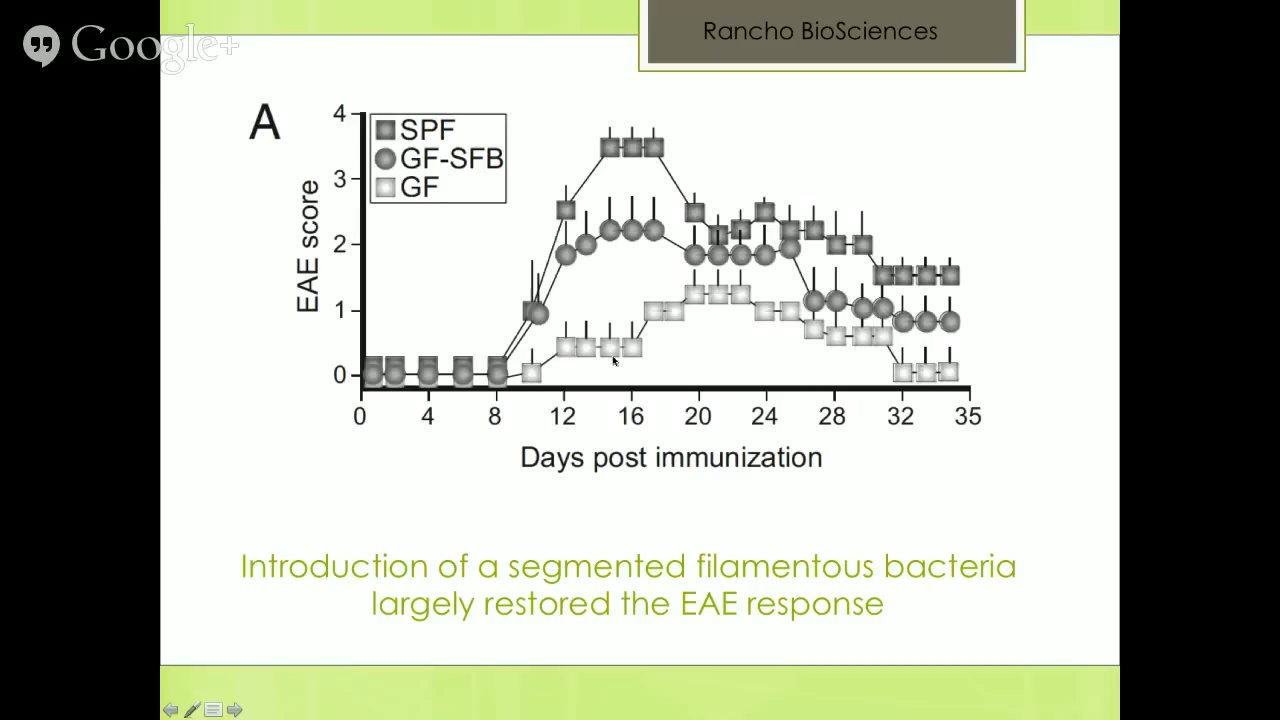 Google+
Rancho BioSciences
A
4
3
2
1
0
EAE score
SPF
GF-SFB
GF
0 4 8 12 16 20 24 28 32 35
Days post immunization
Introduction of a segmented filamentous bacteria
largely restored the EAE response